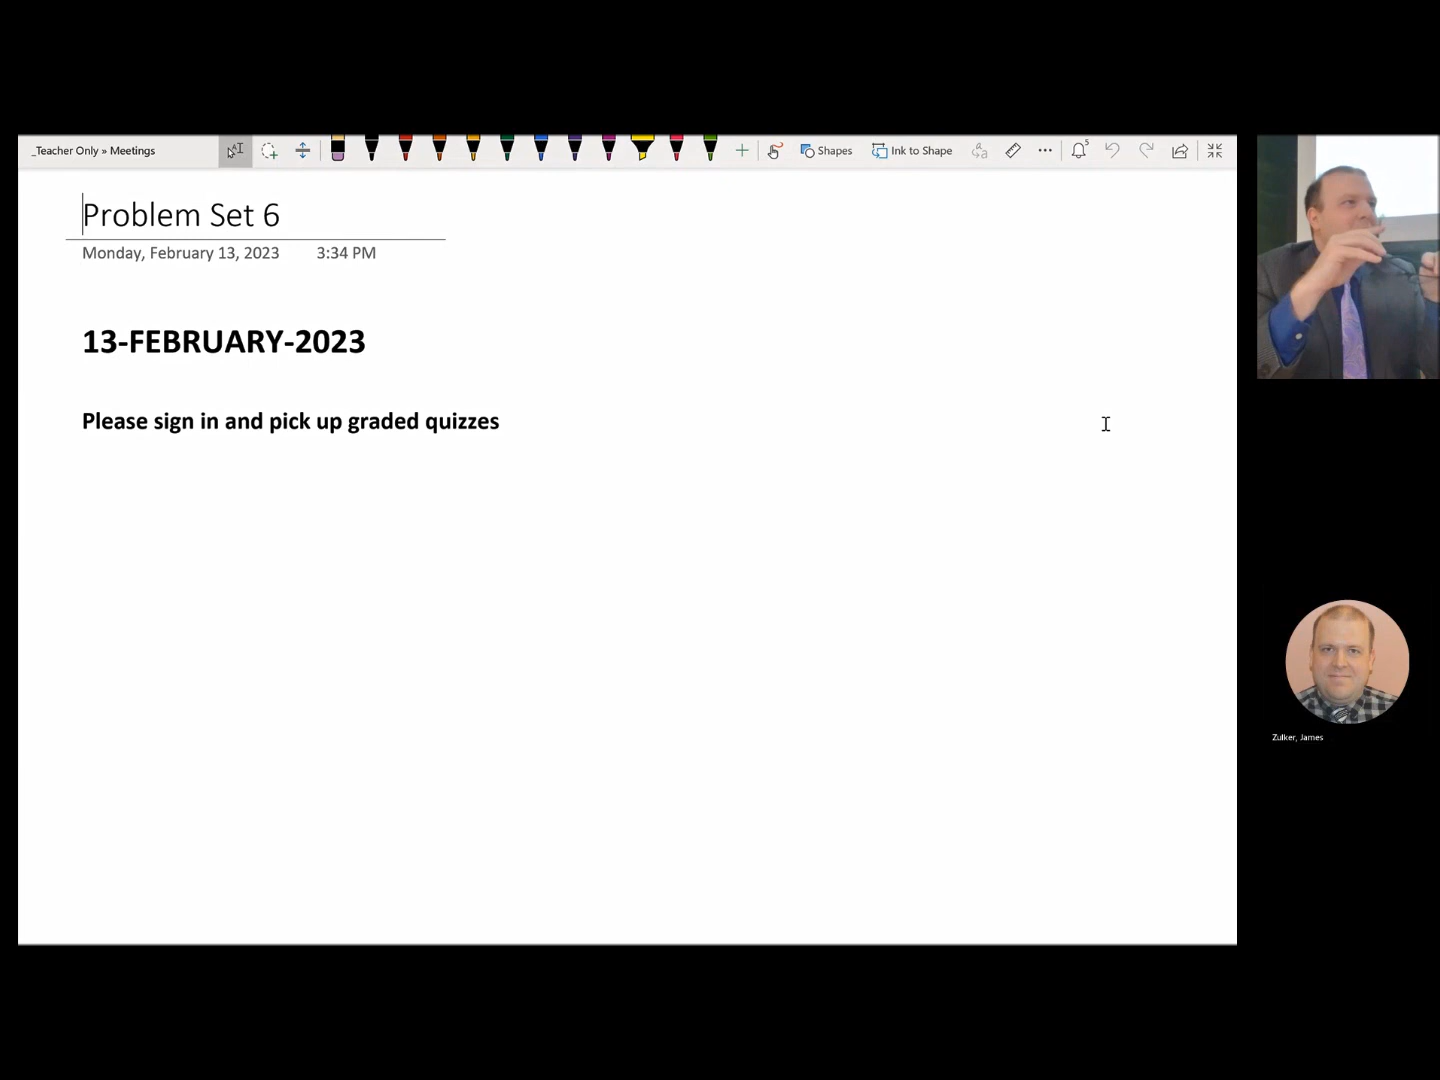 _Teacher Only » Meetings
Shapes
Ink to Shape
5
Problem Set 6
Monday, February 13, 2023 3:34 PM
13-FEBRUARY-2023
Please sign in and pick up graded quizzes
Zulker, James